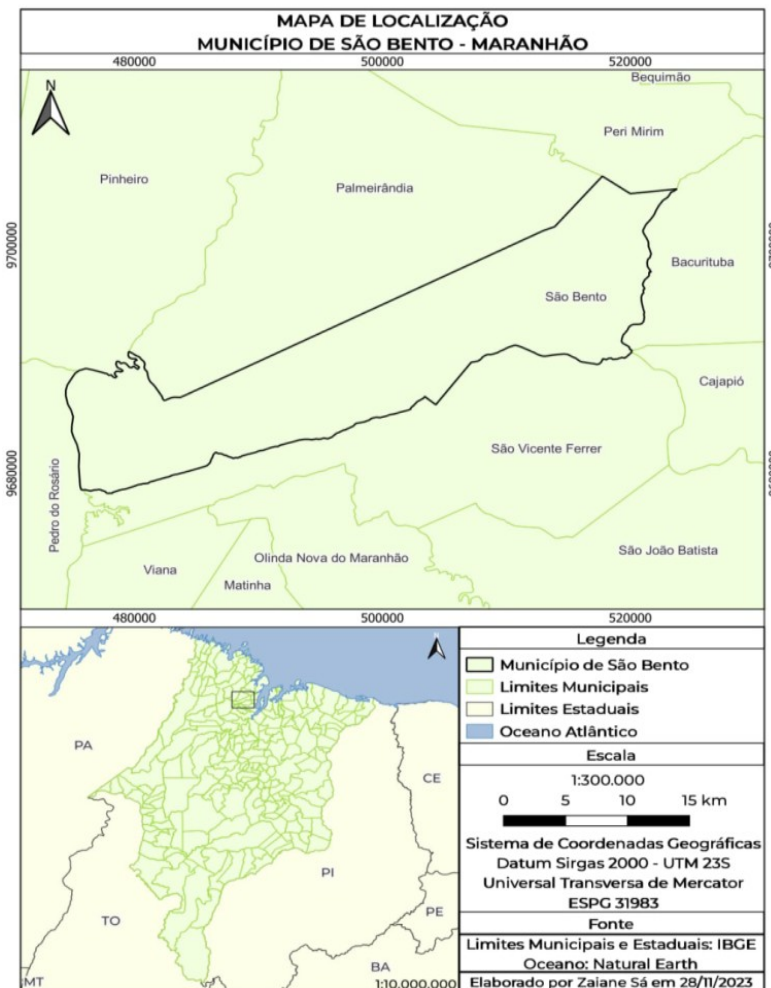 MAPA DE LOCALIZAÇÃO
MUNICÍPIO DE SÃO BENTO - MARANHÃO
480000 500000 520000
N
Bequimão
Peri Mirim
Pinheiro
Palmeirândia
9700000
Bacurituba
São Bento
Cajapió
São Vicente Ferrer
9680000
Pedro do Rosário
São João Batista
Olinda Nova do Maranhão
Viana
Matinha
480000 500000 520000
N
PA
CE
PI
TO
PE
BA
MT
1:10.000.000
Legenda
Município de São Bento
Limites Municipais
Limites Estaduais
Oceano Atlântico
Escala
1:300.000
0 5 10 15 km
Sistema de Coordenadas Geográficas
Datum Sirgas 2000 - UTM 23S
Universal Transversa de Mercator
ESPG 31983
Fonte
Limites Municipais e Estaduais: IBGE
Oceano: Natural Earth
Elaborado por Zaiane Sá em 28/11/2023